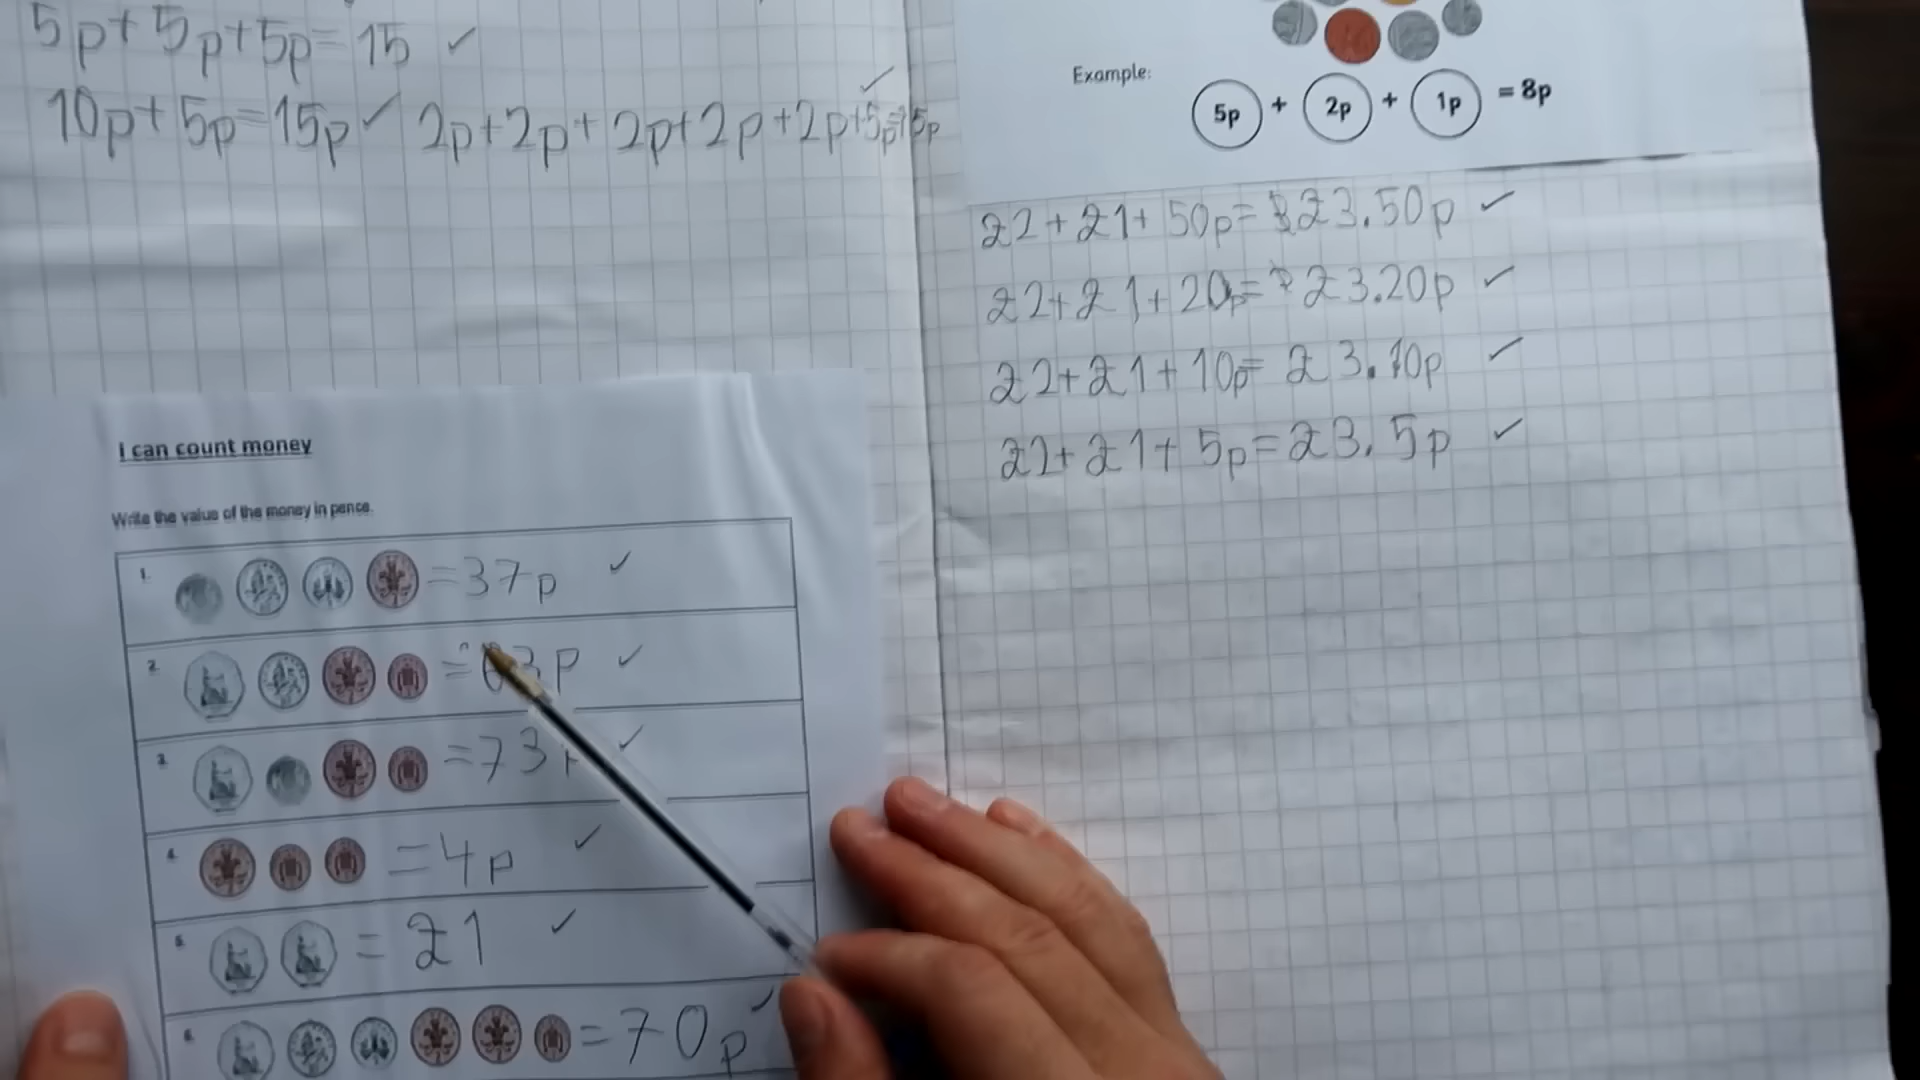 5p+5p+5p=15
10p+5p=15p 2p+2p+2p+2p+2p+5p=15p
I can count money
Write the value of the money in pence.
1. =37p
2. =63p
3. =73p
4. =4p
5. =£1
6. =70p
Example:
5p + 2p + 1p = 8p
£2+£1+50p=£3.50p
£2+£1+20p=£3.20p
£2+£1+10p=£3.10p
£2+£1+5p=£3.5p